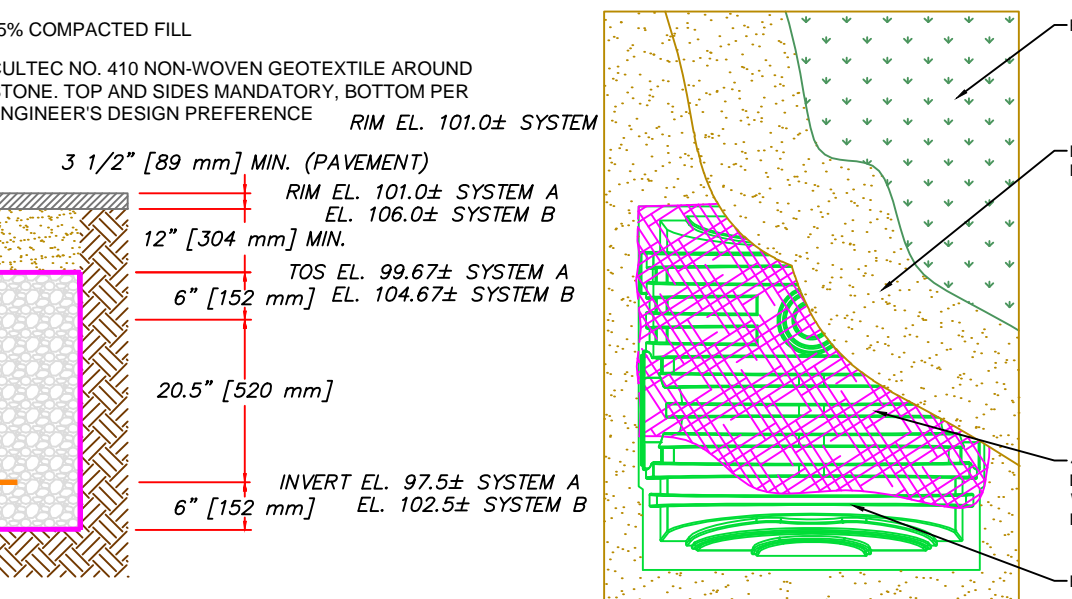 5% COMPACTED FILL
CULTEC NO. 410 NON-WOVEN GEOTEXTILE AROUND
STONE. TOP AND SIDES MANDATORY, BOTTOM PER
ENGINEER'S DESIGN PREFERENCE
RIM EL. 101.0± SYSTEM
3 1/2" [89 mm] MIN. (PAVEMENT)
RIM EL. 101.0± SYSTEM A
EL. 106.0± SYSTEM B
12" [304 mm] MIN.
TOS EL. 99.67± SYSTEM A
6" [152 mm] EL. 104.67± SYSTEM B
20.5" [520 mm]
INVERT EL. 97.5± SYSTEM A
6" [152 mm] EL. 102.5± SYSTEM B